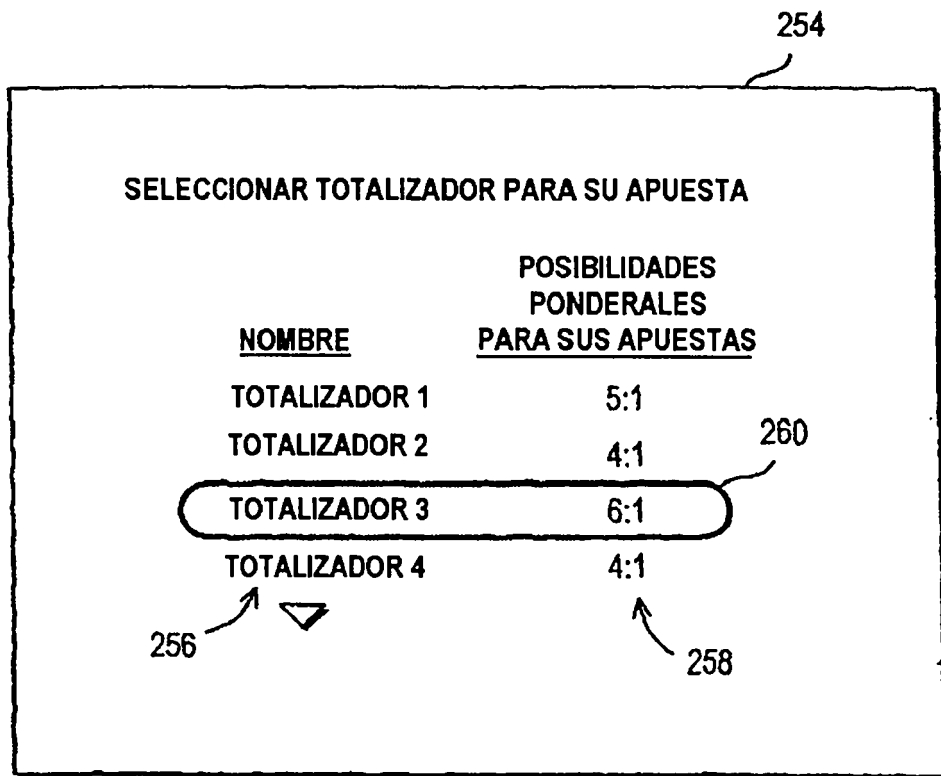 254
SELECCIONAR TOTALIZADOR PARA SU APUESTA
POSIBILIDADES
PONDERALES
NOMBRE PARA SUS APUESTAS
TOTALIZADOR 1 5:1
TOTALIZADOR 2 4:1
260
TOTALIZADOR 3 6:1
TOTALIZADOR 4 4:1
256 258